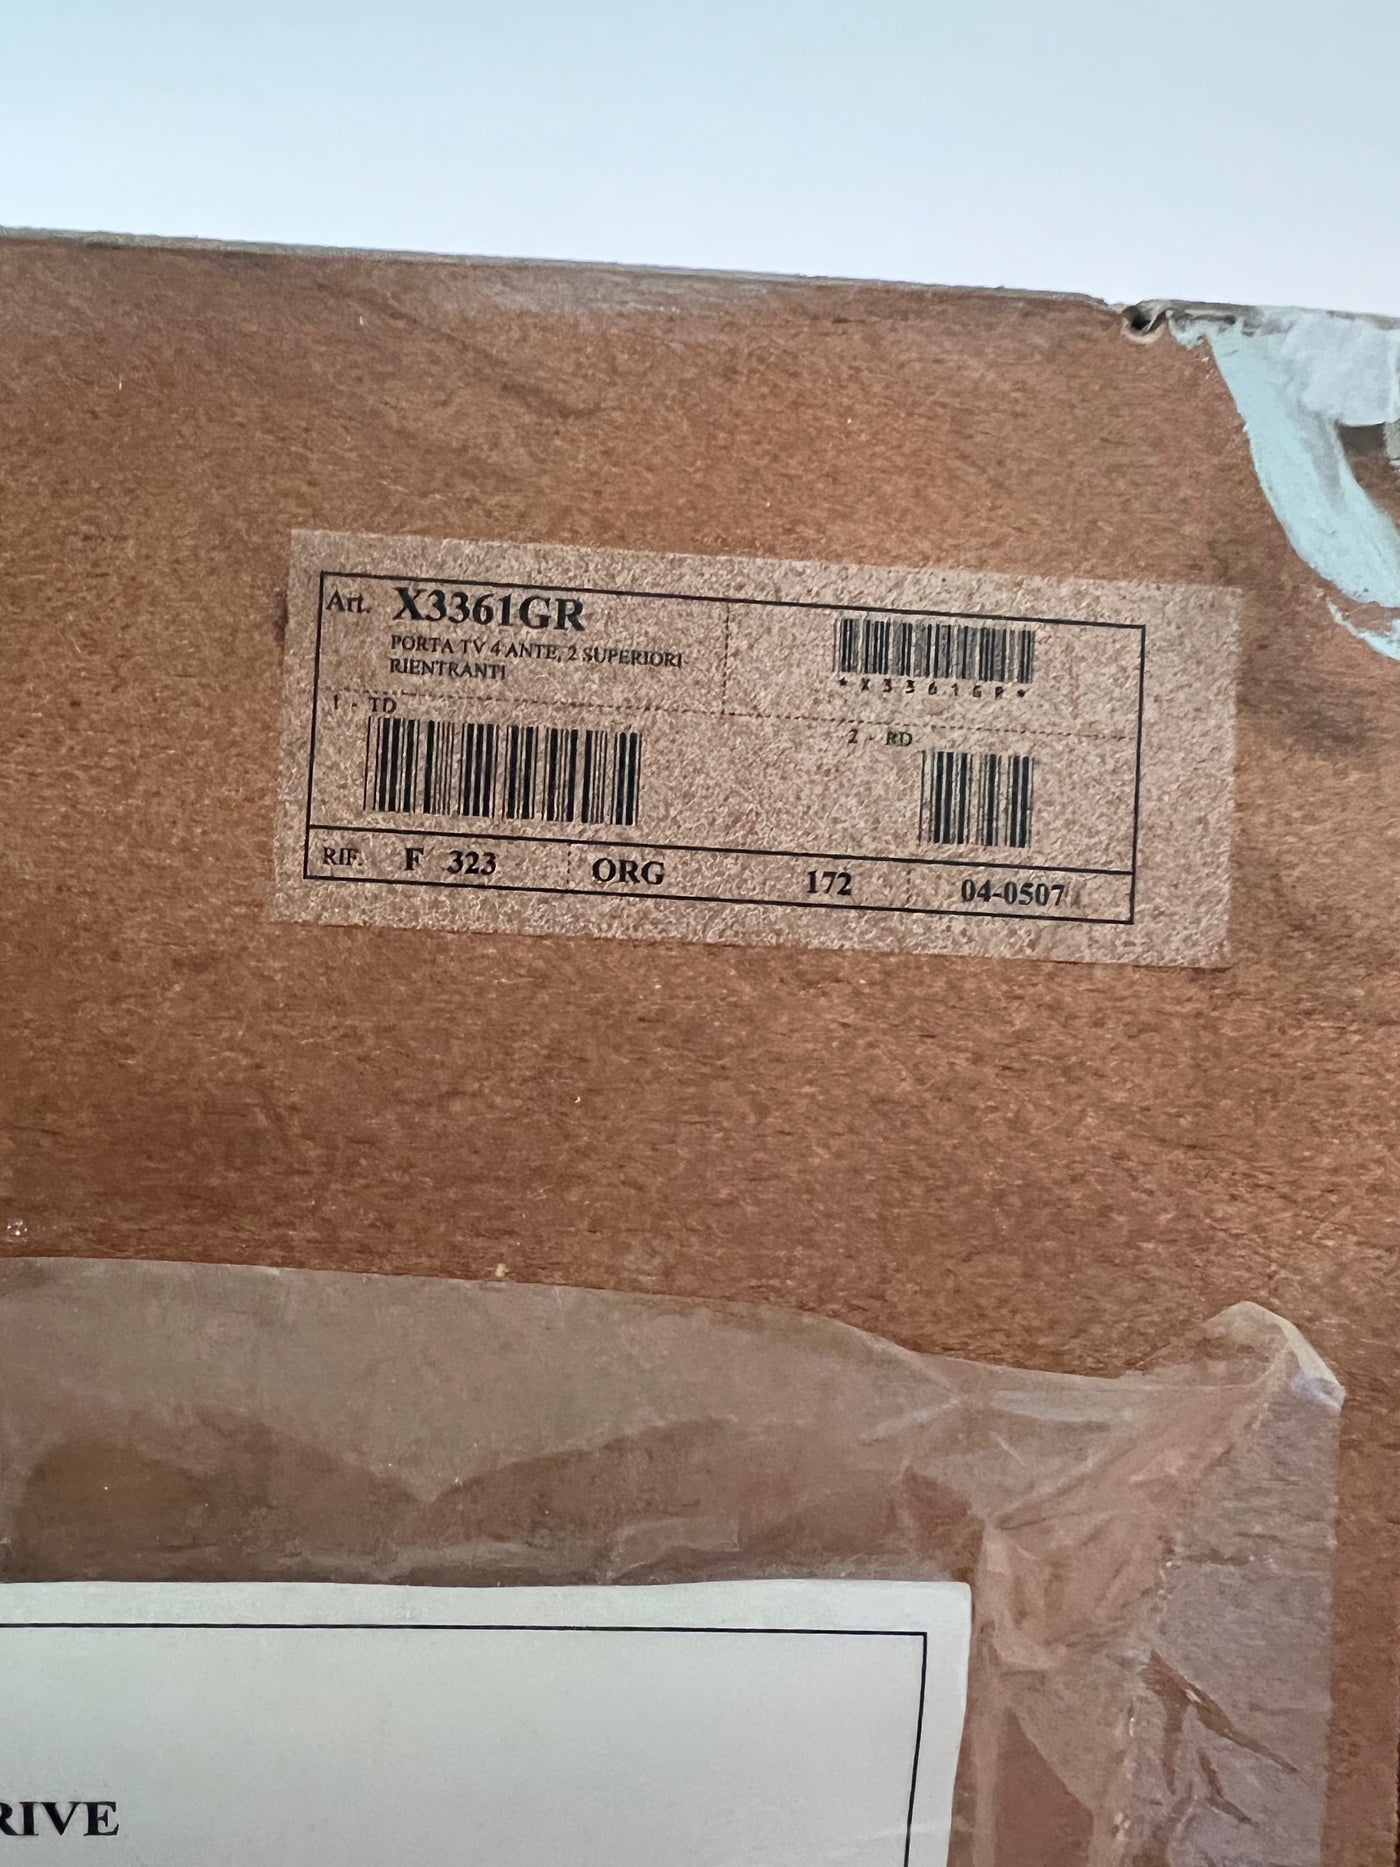 Art. X3361GR
PORTA TV 4 ANTE, 2 SUPERIORI
RIENTRANTI
*X3361GR*
1 - TD
2 - RD
RIF. F 323 ORG 172 04-0507
RIVE